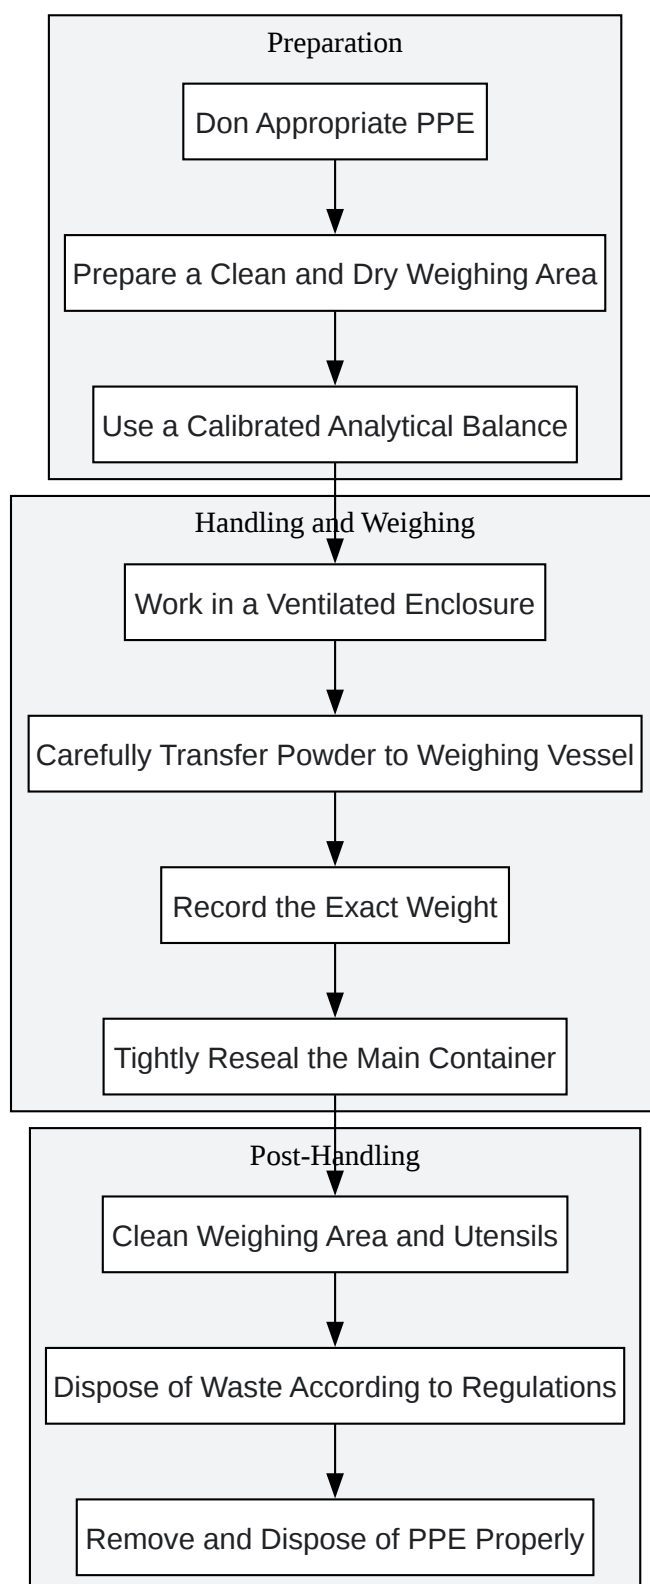 Preparation
Don Appropriate PPE
Prepare a Clean and Dry Weighing Area
Use a Calibrated Analytical Balance
Handling and Weighing
Work in a Ventilated Enclosure
Carefully Transfer Powder to Weighing Vessel
Record the Exact Weight
Tightly Reseal the Main Container
Post-Handling
Clean Weighing Area and Utensils
Dispose of Waste According to Regulations
Remove and Dispose of PPE Properly